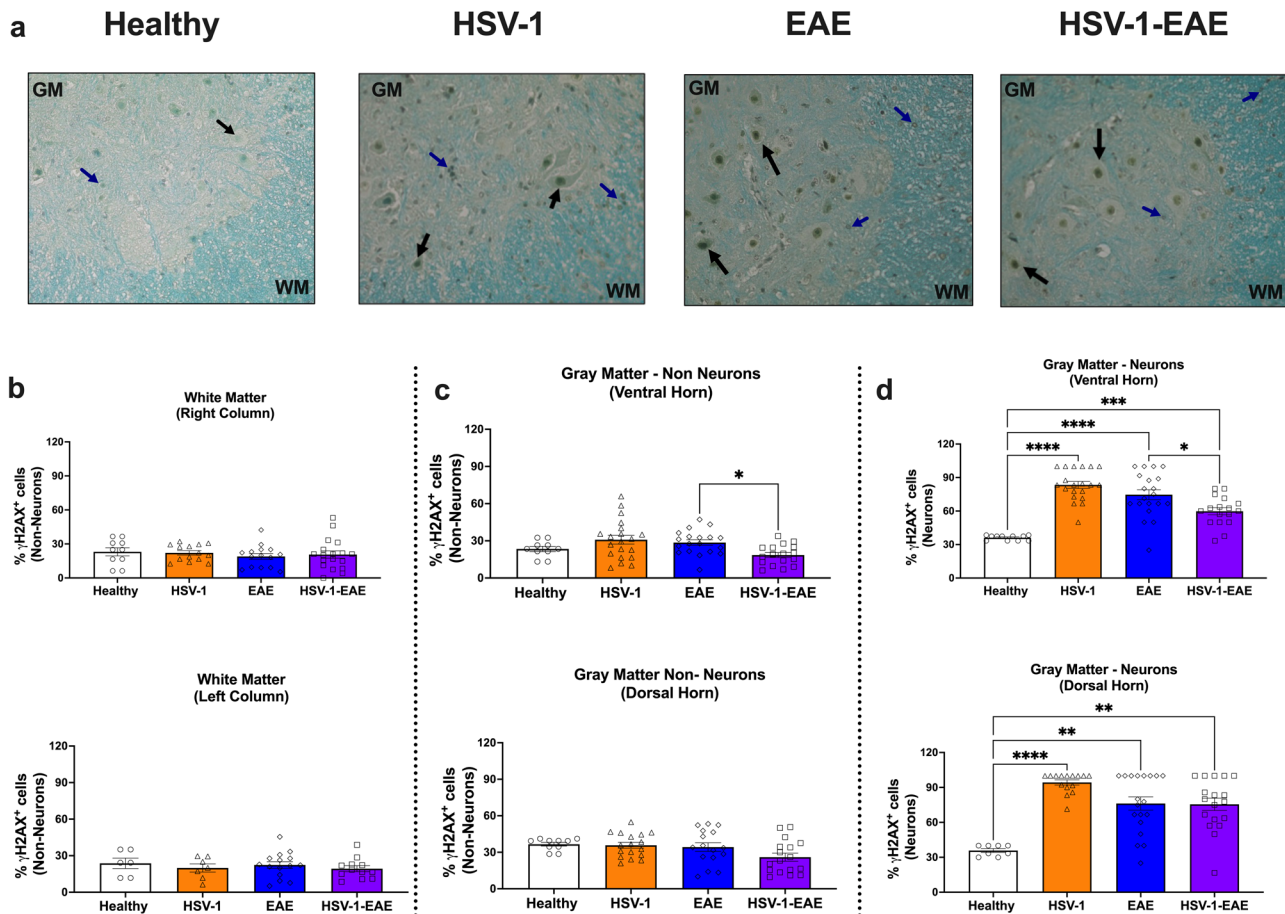 a
Healthy
HSV-1
EAE
HSV-1-EAE
GM
WM
GM
WM
GM
WM
GM
WM
b
White Matter
(Right Column)
% γH2AX+ cells
(Non-Neurons)
120
90
60
30
0
Healthy
HSV-1
EAE
HSV-1-EAE
White Matter
(Left Column)
% γH2AX+ cells
(Non-Neurons)
120
90
60
30
0
Healthy
HSV-1
EAE
HSV-1-EAE
c
Gray Matter - Non Neurons
(Ventral Horn)
% γH2AX+ cells
(Non-Neurons)
120
90
60
30
0
*
Healthy
HSV-1
EAE
HSV-1-EAE
Gray Matter Non- Neurons
(Dorsal Horn)
% γH2AX+ cells
(Non-Neurons)
120
90
60
30
0
Healthy
HSV-1
EAE
HSV-1-EAE
d
Gray Matter - Neurons
(Ventral Horn)
% γH2AX+ cells
(Neurons)
120
90
60
30
0
***
****
****
*
Healthy
HSV-1
EAE
HSV-1-EAE
Gray Matter - Neurons
(Dorsal Horn)
% γH2AX+ cells
(Neurons)
120
90
60
30
0
**
**
****
Healthy
HSV-1
EAE
HSV-1-EAE